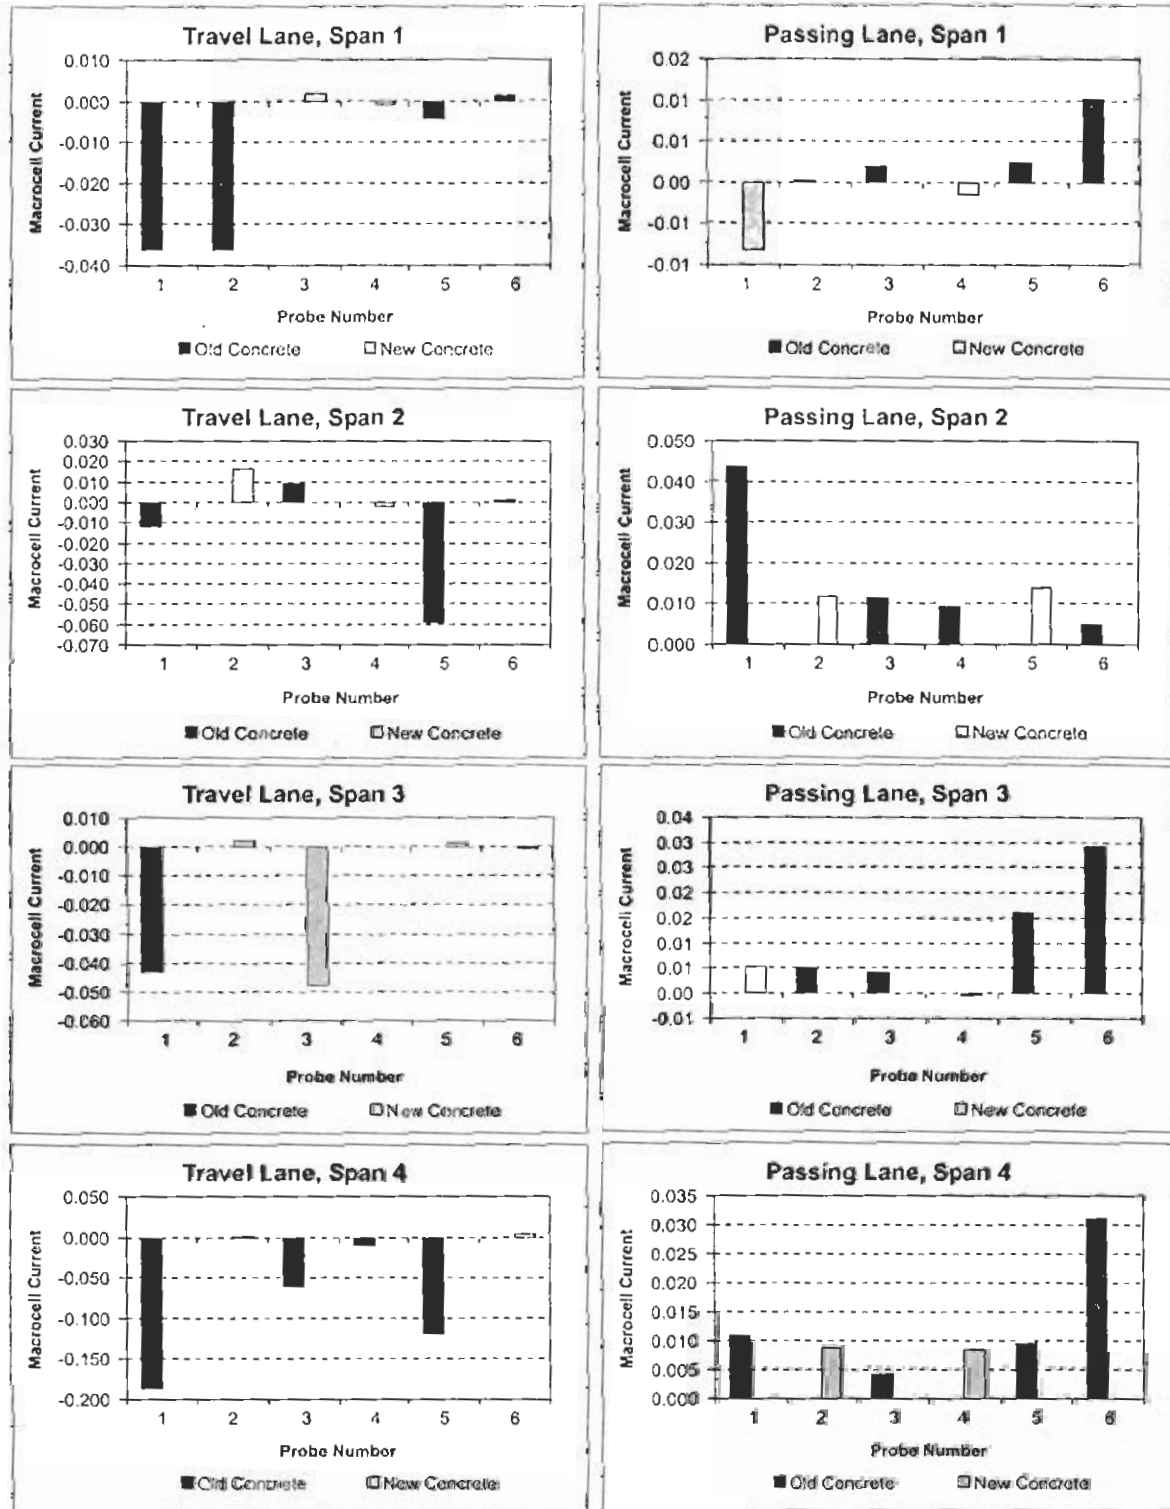 Travel Lane, Span 1
0.010
0.000
-0.010
-0.020
-0.030
-0.040
Macrocell Current
1 2 3 4 5 6
Probe Number
Old Concrete New Concrete
Passing Lane, Span 1
0.02
0.01
0.01
0.00
-0.01
-0.01
Macrocell Current
1 2 3 4 5 6
Probe Number
Old Concrete New Concrete
Travel Lane, Span 2
0.030
0.020
0.010
0.000
-0.010
-0.020
-0.030
-0.040
-0.050
-0.060
-0.070
Macrocell Current
1 2 3 4 5 6
Probe Number
Old Concrete New Concrete
Passing Lane, Span 2
0.050
0.040
0.030
0.020
0.010
0.000
Macrocell Current
1 2 3 4 5 6
Probe Number
Old Concrete New Concrete
Travel Lane, Span 3
0.010
0.000
-0.010
-0.020
-0.030
-0.040
-0.050
-0.060
Macrocell Current
1 2 3 4 5 6
Probe Number
Old Concrete New Concrete
Passing Lane, Span 3
0.04
0.03
0.03
0.02
0.02
0.01
0.01
0.00
-0.01
Macrocell Current
1 2 3 4 5 6
Probe Number
Old Concrete New Concrete
Travel Lane, Span 4
0.050
0.000
-0.050
-0.100
-0.150
-0.200
Macrocell Current
1 2 3 4 5 6
Probe Number
Old Concrete New Concrete
Passing Lane, Span 4
0.035
0.030
0.025
0.020
0.015
0.010
0.005
0.000
Macrocell Current
1 2 3 4 5 6
Probe Number
Old Concrete New Concrete